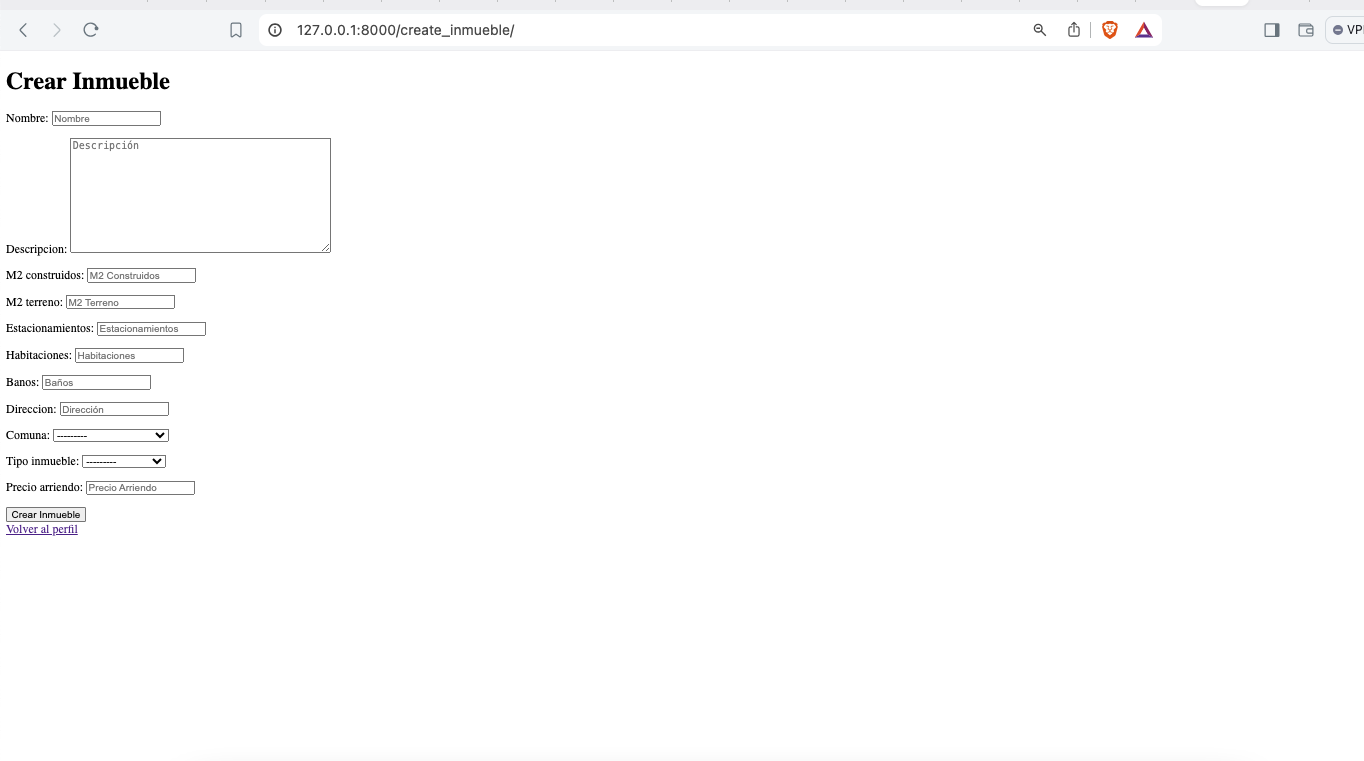 127.0.0.1:8000/create_inmueble/
VP
Crear Inmueble
Nombre: Nombre
Descripción
Descripcion:
M2 construidos: M2 Construidos
M2 terreno: M2 Terreno
Estacionamientos: Estacionamientos
Habitaciones: Habitaciones
Banos: Baños
Direccion: Dirección
Comuna: ---------
Tipo inmueble: ---------
Precio arriendo: Precio Arriendo
Crear Inmueble
Volver al perfil